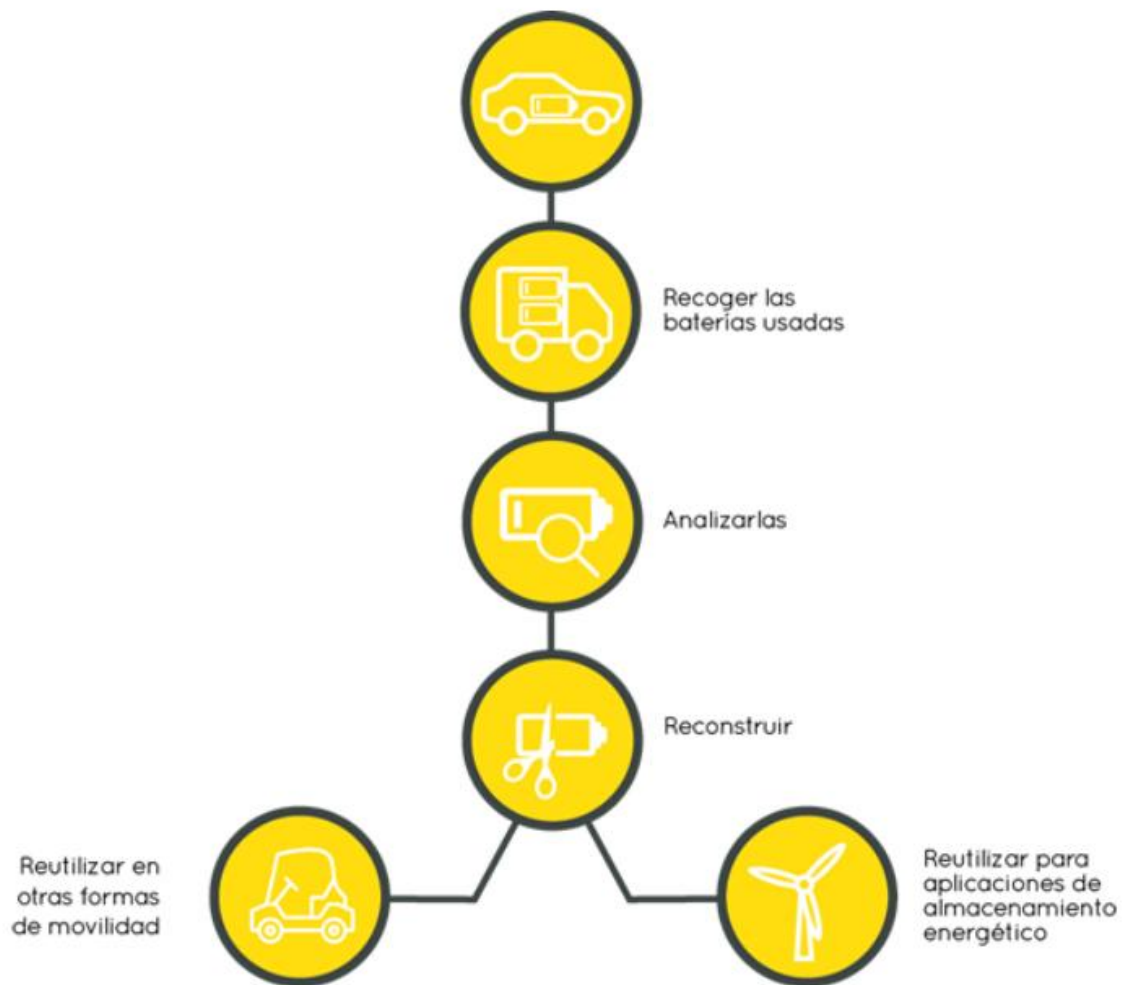 Recoger las
baterías usadas
Analizarlas
Reconstruir
Reutilizar en
otras formas
de movilidad
Reutilizar para
aplicaciones de
almacenamiento
energético